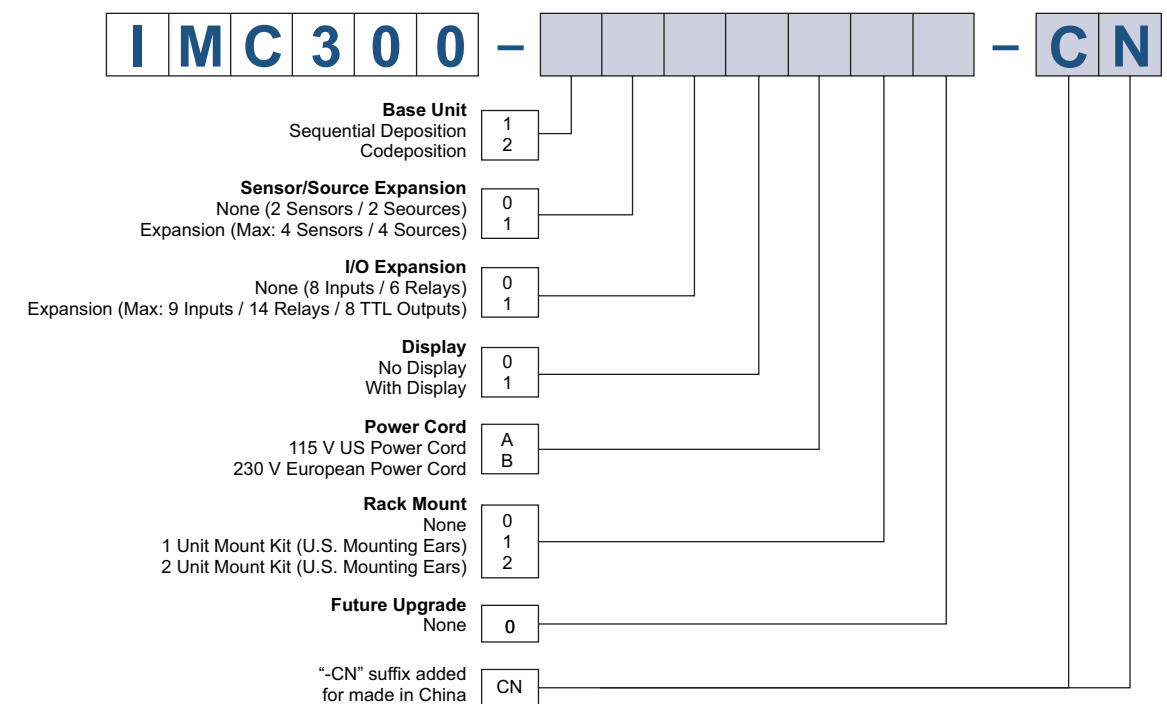 IMC300 – – CN
Base Unit
Sequential Deposition 1
Codeposition 2
Sensor/Source Expansion
None (2 Sensors / 2 Seources) 0
Expansion (Max: 4 Sensors / 4 Sources) 1
I/O Expansion
None (8 Inputs / 6 Relays) 0
Expansion (Max: 9 Inputs / 14 Relays / 8 TTL Outputs) 1
Display
No Display 0
With Display 1
Power Cord
115 V US Power Cord A
230 V European Power Cord B
Rack Mount
None 0
1 Unit Mount Kit (U.S. Mounting Ears) 1
2 Unit Mount Kit (U.S. Mounting Ears) 2
Future Upgrade
None 0
“-CN” suffix added
for made in China CN